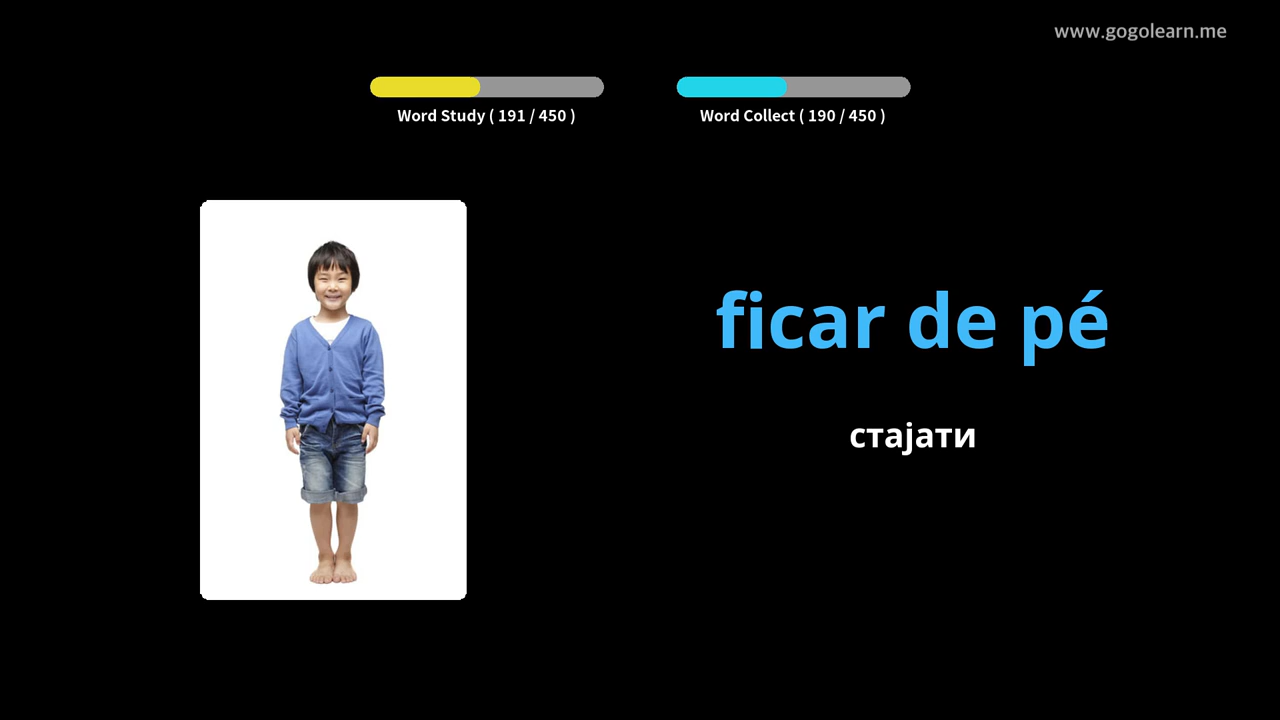 www.gogolearn.me
Word Study ( 191 / 450 )
Word Collect ( 190 / 450 )
ficar de pé
стајати